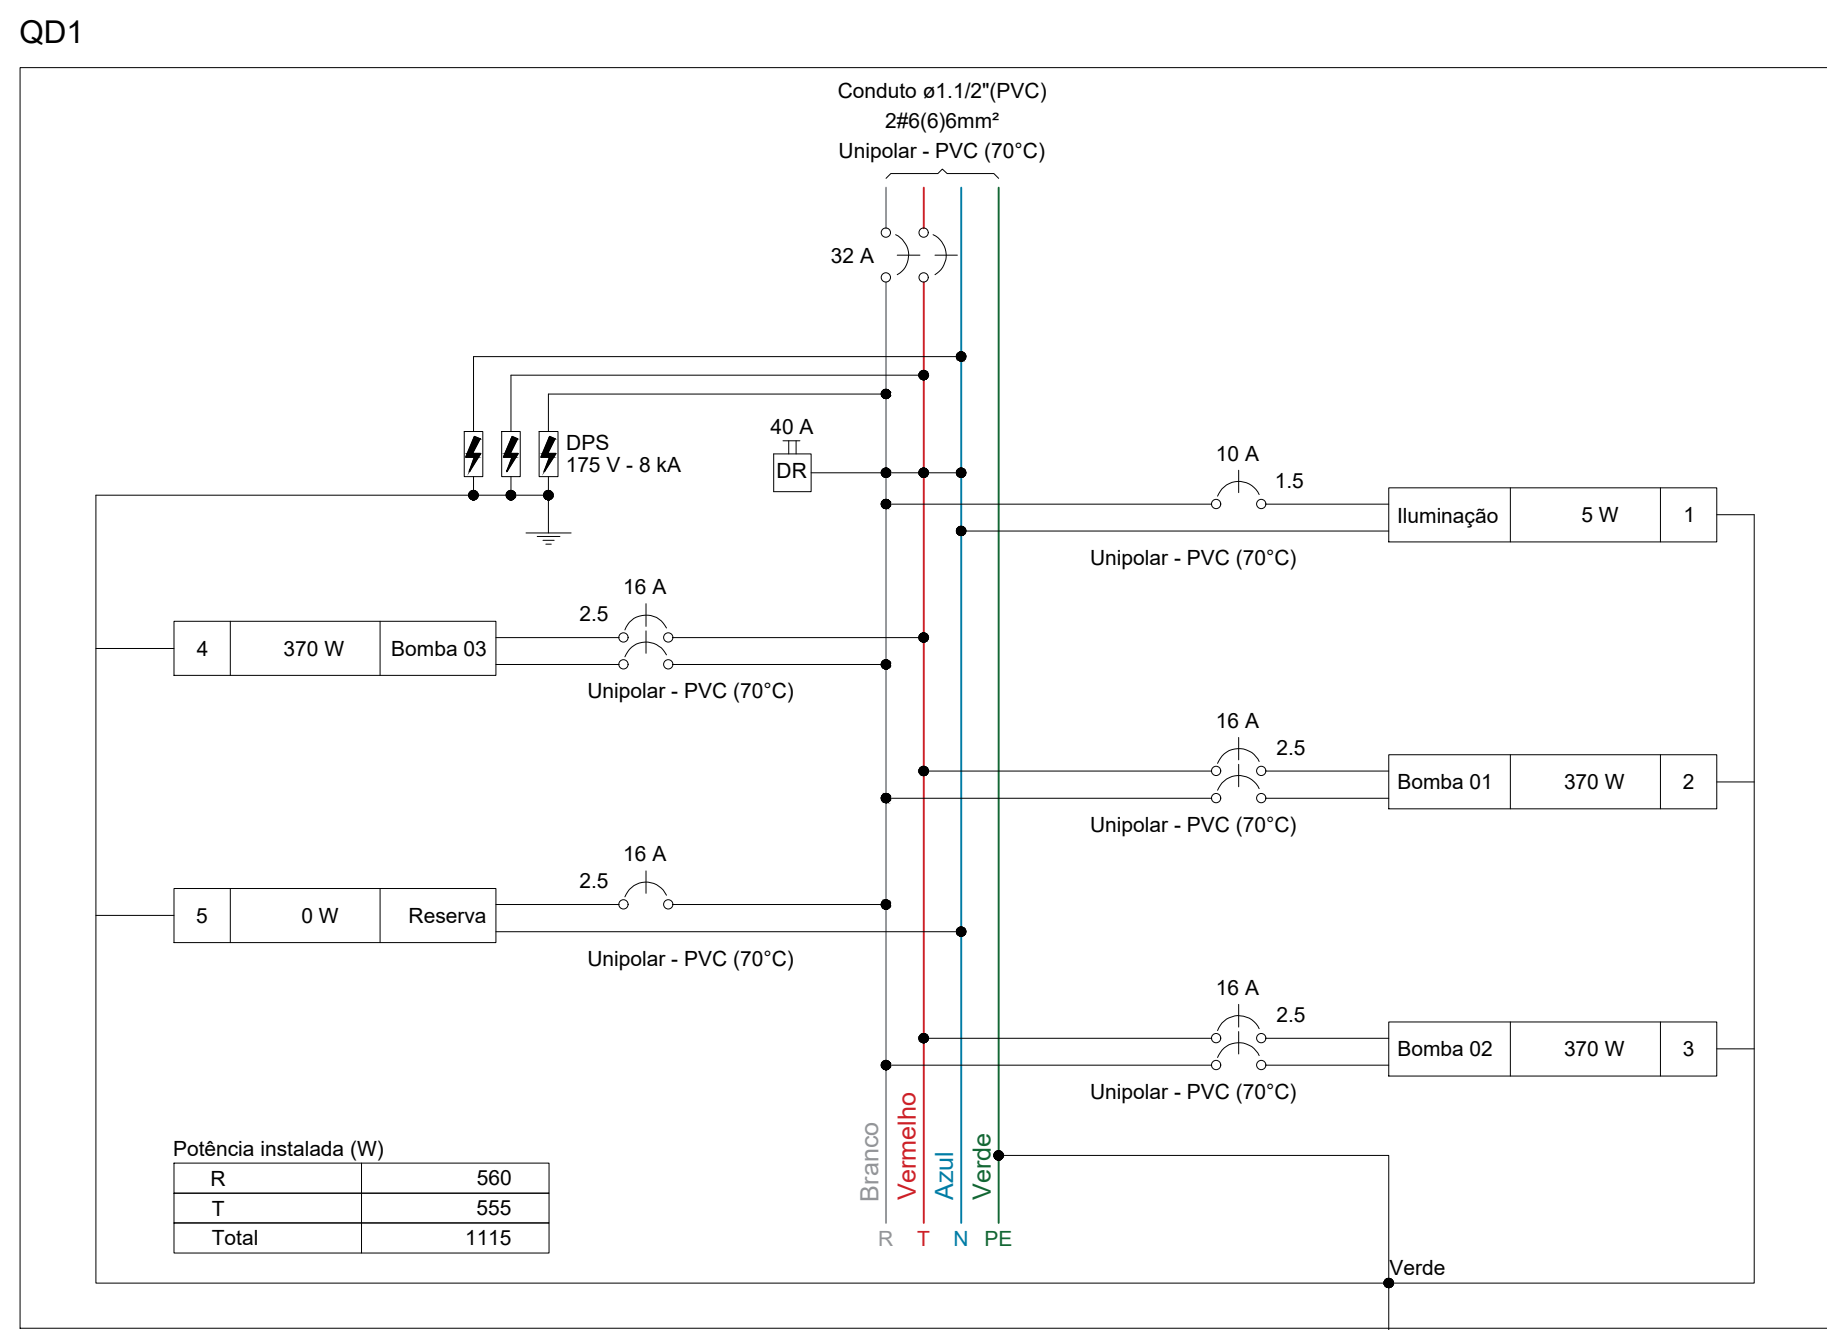 QD1
Conduto ø1.1/2"(PVC)
2#6(6)6mm²
Unipolar - PVC (70°C)
32 A
DPS
175 V - 8 kA
40 A
DR
10 A
1.5
Iluminação 5 W 1
Unipolar - PVC (70°C)
16 A
2.5
4 370 W Bomba 03
Unipolar - PVC (70°C)
16 A
2.5
Bomba 01 370 W 2
Unipolar - PVC (70°C)
16 A
2.5
5 0 W Reserva
Unipolar - PVC (70°C)
16 A
2.5
Bomba 02 370 W 3
Unipolar - PVC (70°C)
Branco
Vermelho
Azul
Verde
R T N PE
Potência instalada (W)
R 560
T 555
Total 1115
Verde